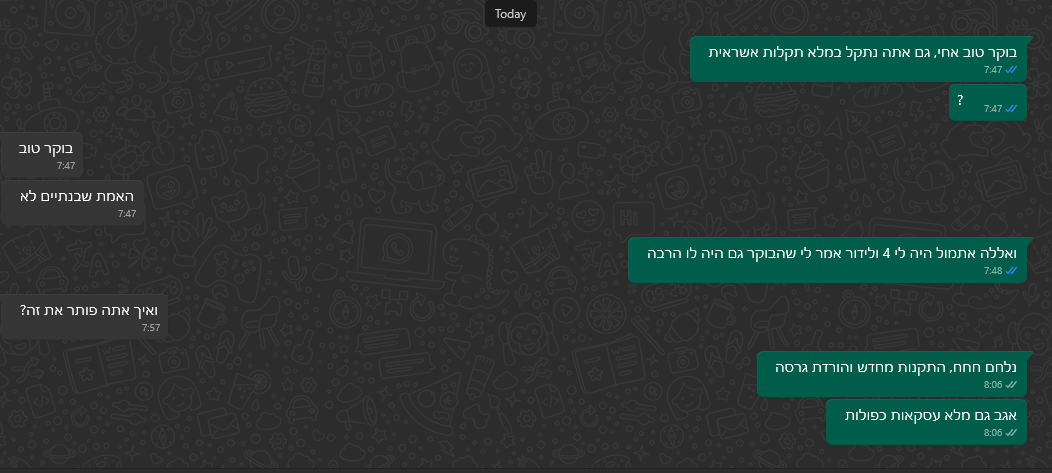 Today
בוקר טוב אחי, גם אתה נתקל במלא תקלות אשראית
7:47
?
7:47
בוקר טוב
7:47
האמת שבנתיים לא
7:47
ואללה אתמול היה לי 4 ולידור אמר לי שהבוקר גם היה לו הרבה
7:48
ואיך אתה פותר את זה?
7:57
נלחם חחח, התקנות מחדש והורדת גרסה
8:06
אגב גם מלא עסקאות כפולות
8:06